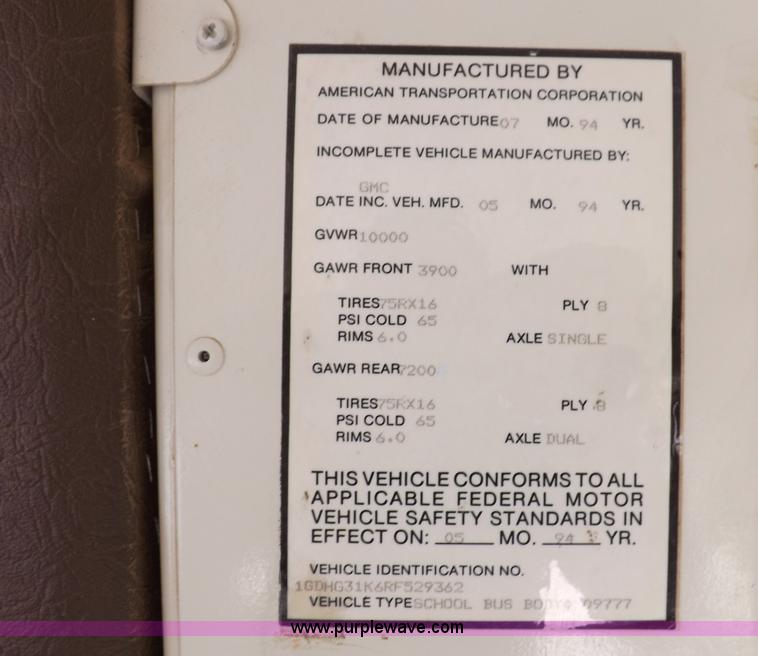 MANUFACTURED BY
AMERICAN TRANSPORTATION CORPORATION
DATE OF MANUFACTURE 07 MO. 94 YR.
INCOMPLETE VEHICLE MANUFACTURED BY:
GMC
DATE INC. VEH. MFD. 05 MO. 94 YR.
GVWR 10000
GAWR FRONT 3900 WITH
TIRES 75RX16 PLY 8
PSI COLD 65
RIMS 6.0 AXLE SINGLE
GAWR REAR 7200
TIRES 75RX16 PLY 8
PSI COLD 65
RIMS 6.0 AXLE DUAL
THIS VEHICLE CONFORMS TO ALL
APPLICABLE FEDERAL MOTOR
VEHICLE SAFETY STANDARDS IN
EFFECT ON: 05 MO. 94 YR.
VEHICLE IDENTIFICATION NO.
1GDHG31K6RF529362
VEHICLE TYPE SCHOOL BUS BODY# 09777
www.purplewave.com